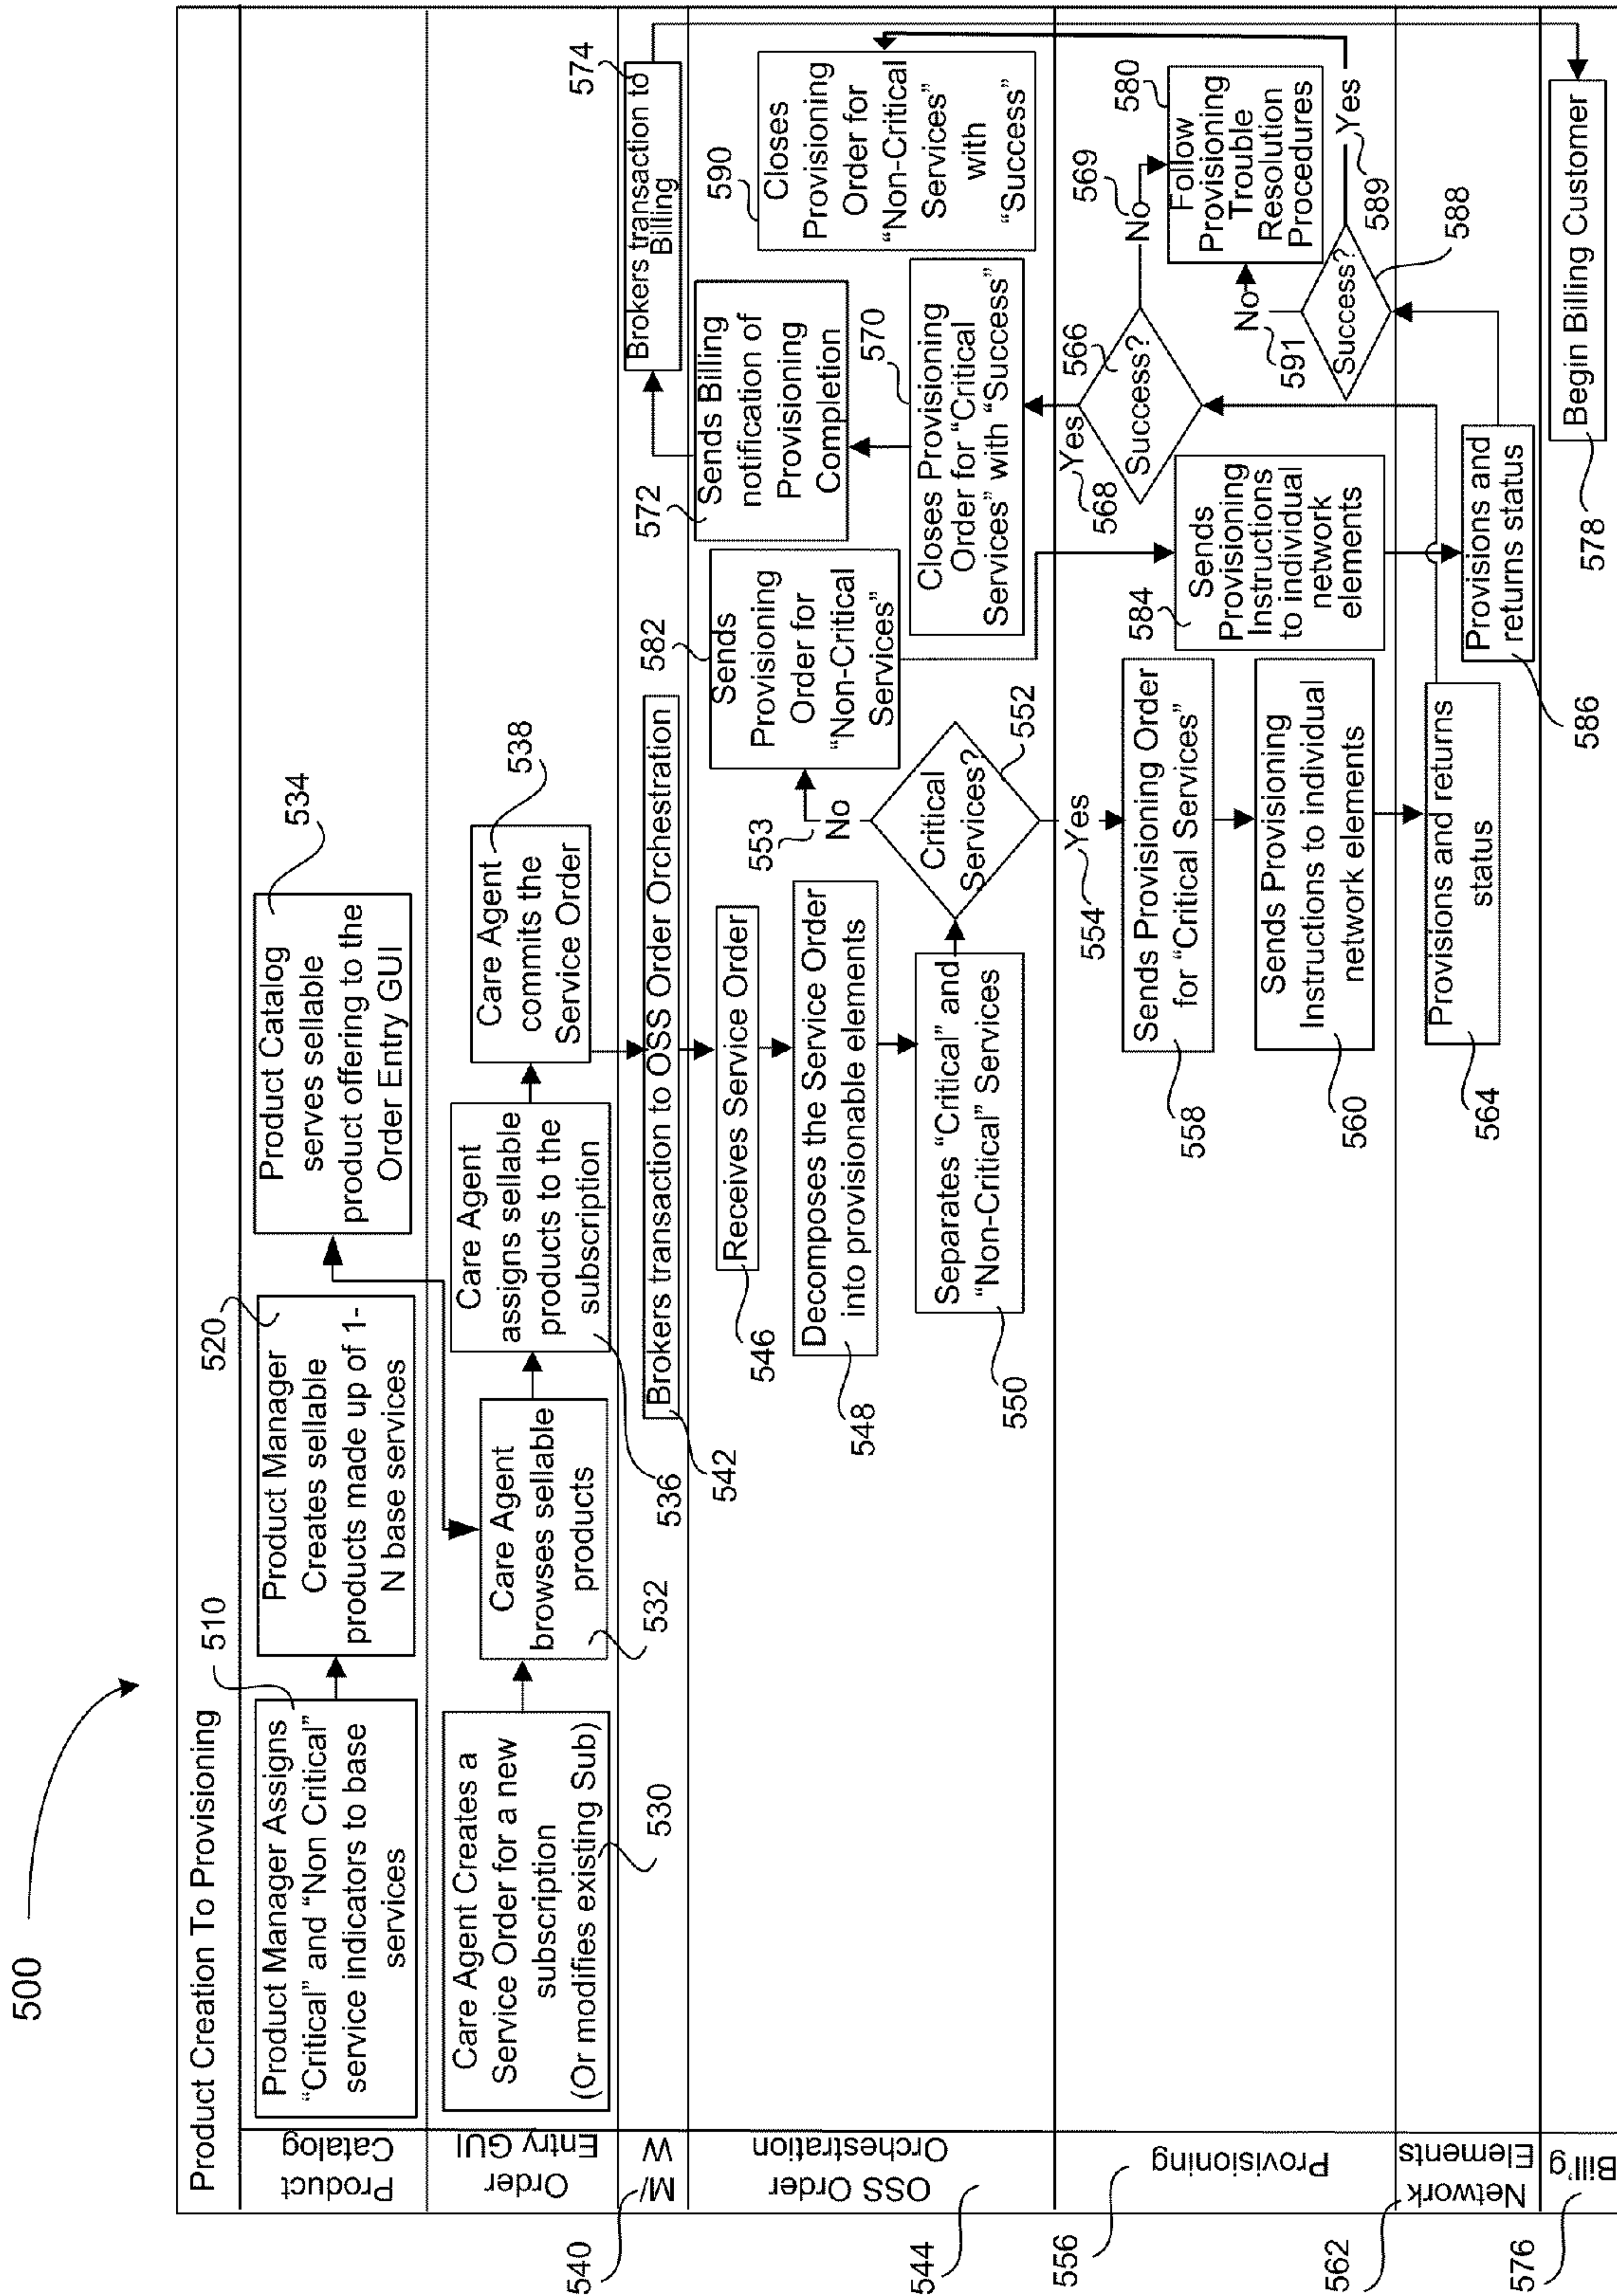 500
Product Creation To Provisioning
Product
Catalog
510
Product Manager Assigns
“Critical” and “Non Critical”
service indicators to base
services
520
Product Manager
Creates sellable
products made up of 1-
N base services
534
Product Catalog
serves sellable
product offering to the
Order Entry GUI
Order
Entry GUI
Care Agent Creates a
Service Order for a new
subscription
(Or modifies existing Sub)
530
Care Agent
browses sellable
products
532
Care Agent
assigns sellable
products to the
subscription
536
Care Agent
commits the
Service Order
538
540
M/
W
542
Brokers transaction to OSS Order Orchestration
Brokers transaction to
Billing
574
544
OSS Order
Orchestration
Receives Service Order
546
Decomposes the Service Order
into provisionable elements
548
Separates “Critical” and
“Non-Critical” Services
550
Critical
Services?
552
553
No
554
Yes
582
Sends
Provisioning
Order for
“Non-Critical
Services”
572
Sends Billing
notification of
Provisioning
Completion
570
Closes Provisioning
Order for “Critical
Services” with “Success”
590
Closes
Provisioning
Order for
“Non-Critical
Services”
with
“Success”
556
Provisioning
Sends Provisioning Order
for “Critical Services”
558
Sends Provisioning
Instructions to individual
network elements
560
584
Sends
Provisioning
Instructions
to individual
network
elements
568
Yes
Success?
566
No
569
580
Follow
Provisioning
Trouble
Resolution
Procedures
No
591
Success?
588
Yes
589
562
Network
Elements
Provisions and returns
status
564
Provisions and
returns status
586
576
Bill'g
578
Begin Billing Customer